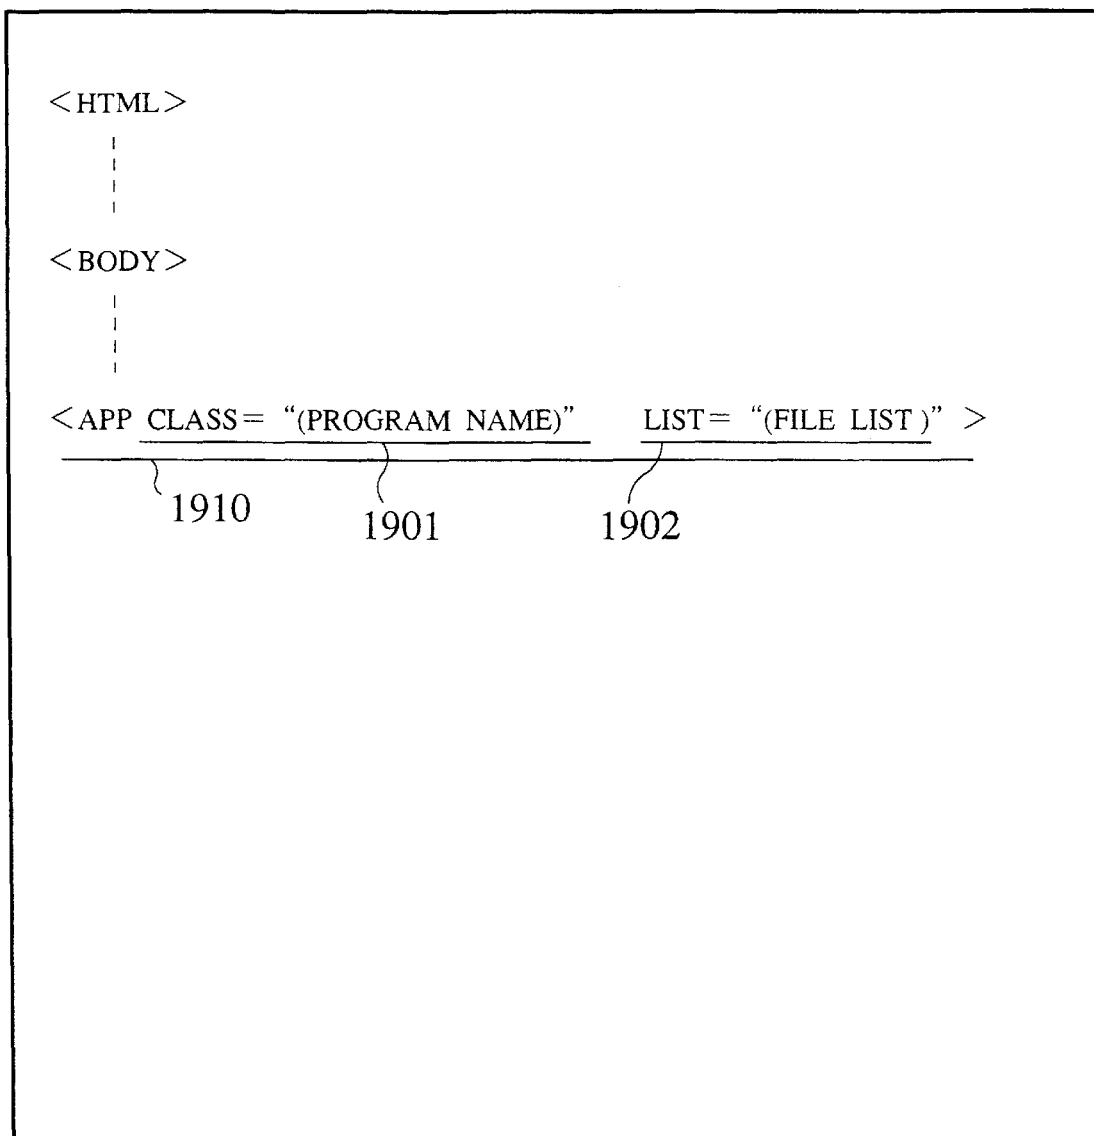 <HTML>
<BODY>
<APP CLASS= “(PROGRAM NAME)” LIST= “(FILE LIST)” >
1910 1901 1902